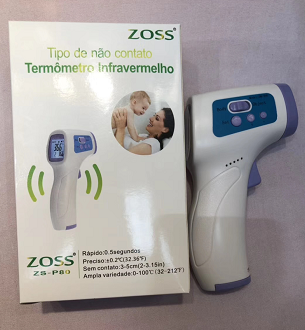 ZOSS®
Tipo de não contato
Termômetro Infravermelho
ZOSS®
ZS-P80
Rápido:0.5segundos
Preciso:±0.2℃(32.36℉)
Sem contato:3-5cm(2-3.15in)
Ampla variedade:0-100℃(32-212℉)